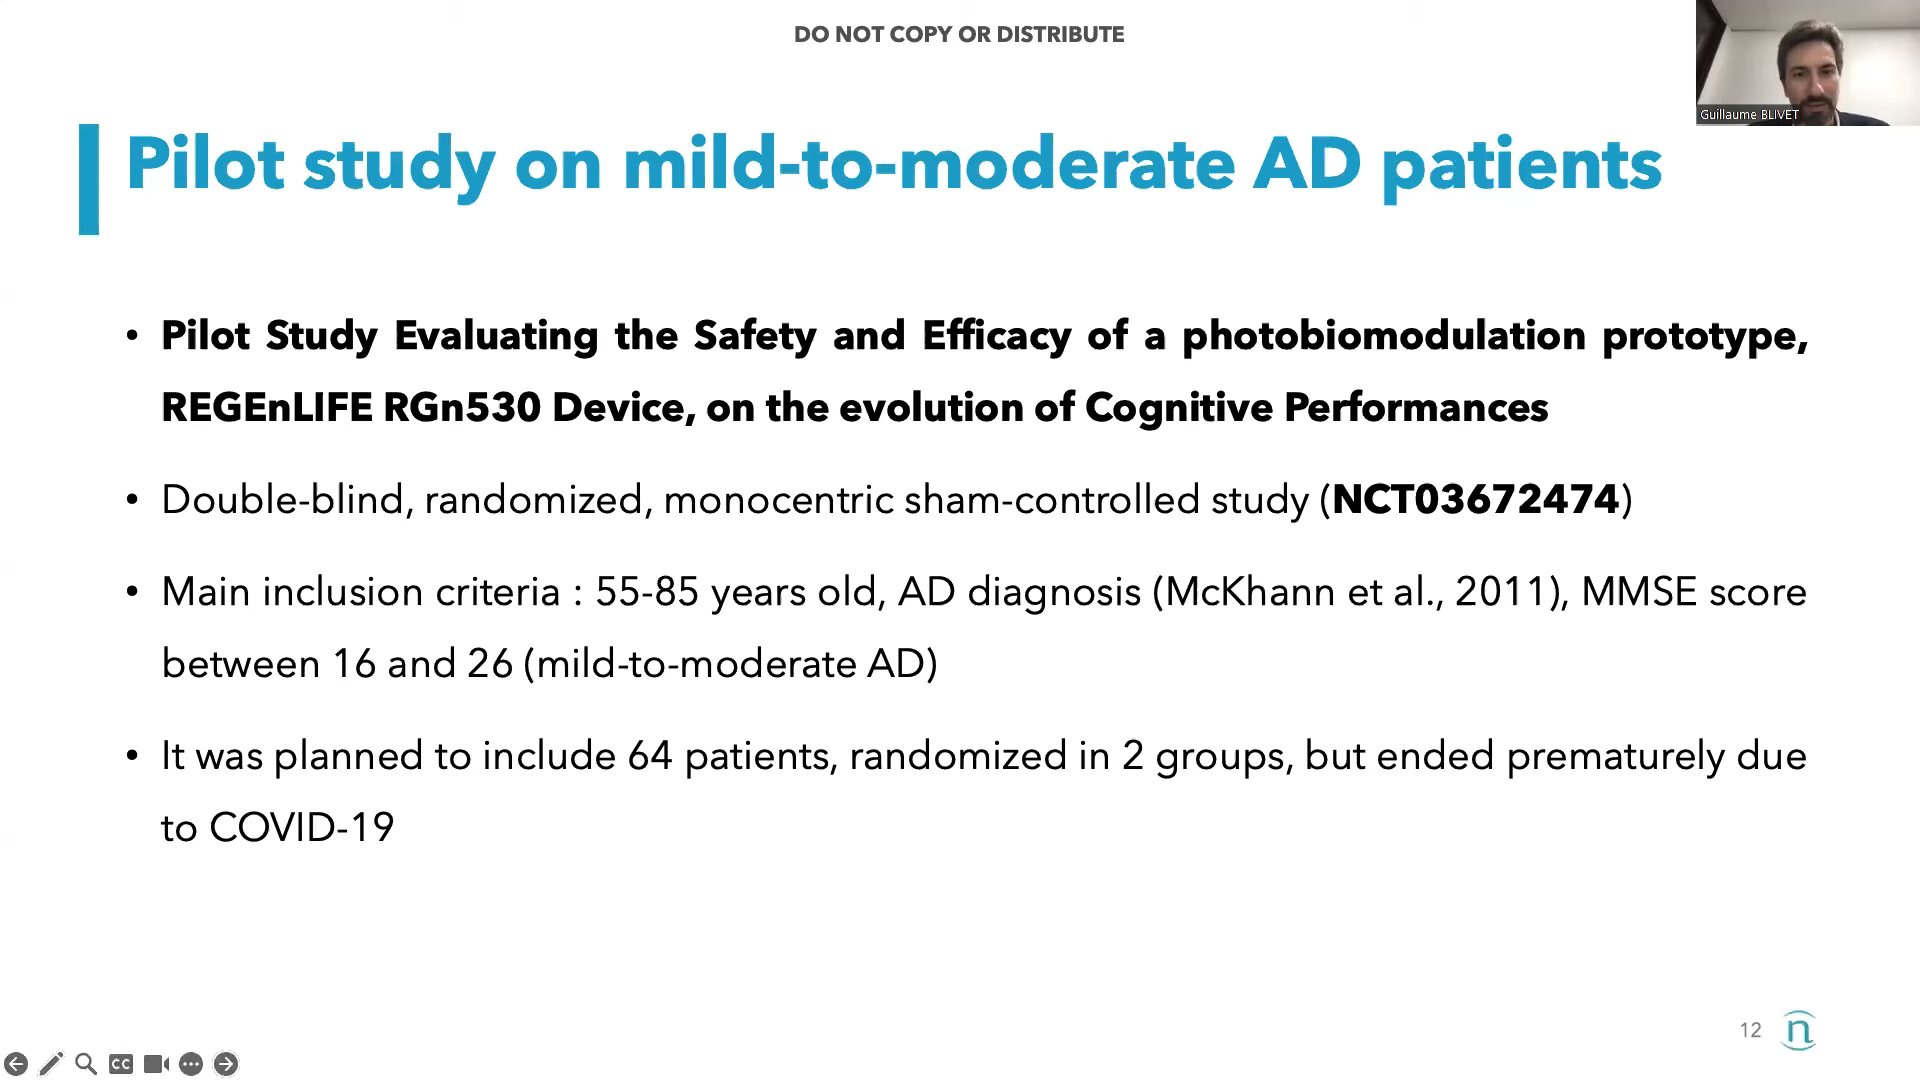 DO NOT COPY OR DISTRIBUTE
Guillaume BLIVET
Pilot study on mild-to-moderate AD patients
• Pilot Study Evaluating the Safety and Efficacy of a photobiomodulation prototype,
REGEnLIFE RGn530 Device, on the evolution of Cognitive Performances
• Double-blind, randomized, monocentric sham-controlled study (NCT03672474)
• Main inclusion criteria : 55-85 years old, AD diagnosis (McKhann et al., 2011), MMSE score
between 16 and 26 (mild-to-moderate AD)
• It was planned to include 64 patients, randomized in 2 groups, but ended prematurely due
to COVID-19
12 n
CC